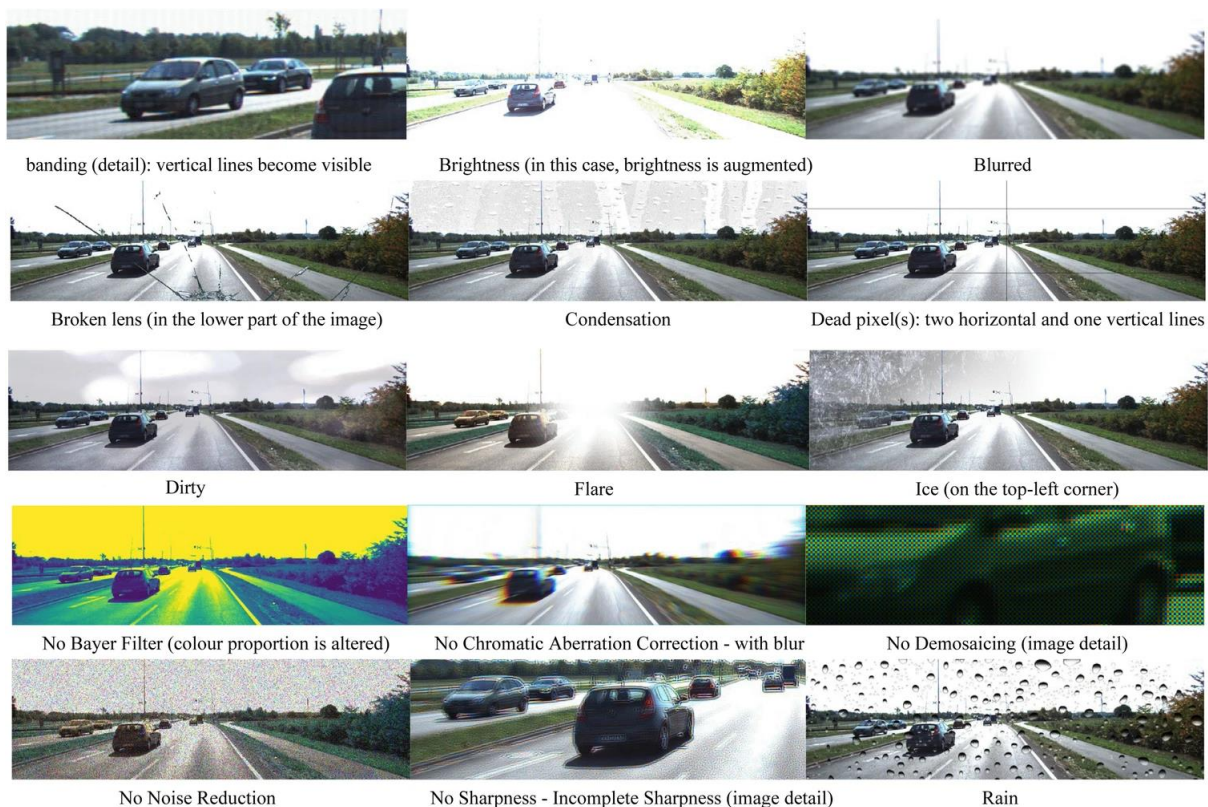 banding (detail): vertical lines become visible
Brightness (in this case, brightness is augmented)
Blurred
Broken lens (in the lower part of the image)
Condensation
Dead pixel(s): two horizontal and one vertical lines
Dirty
Flare
Ice (on the top-left corner)
No Bayer Filter (colour proportion is altered)
No Chromatic Aberration Correction - with blur
No Demosaicing (image detail)
No Noise Reduction
No Sharpness - Incomplete Sharpness (image detail)
Rain